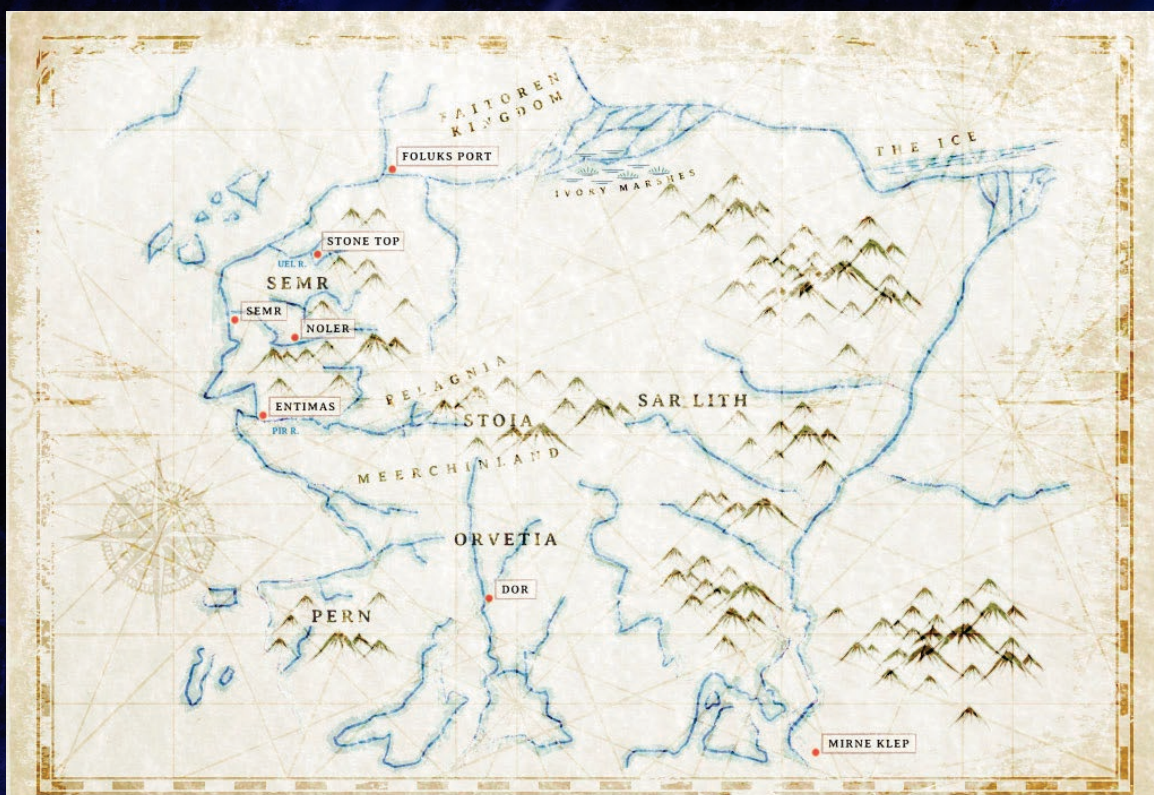 FAITOREN
KINGDOM
THE ICE
FOLUKS PORT
IVORY MARSHES
STONE TOP
UEL R.
SEMR
SEMR
NOLER
PELAGNIA
SAR LITH
ENTIMAS
STOIA
PIR R.
MEERCHINLAND
ORVETIA
DOR
PERN
MIRNE KLEP